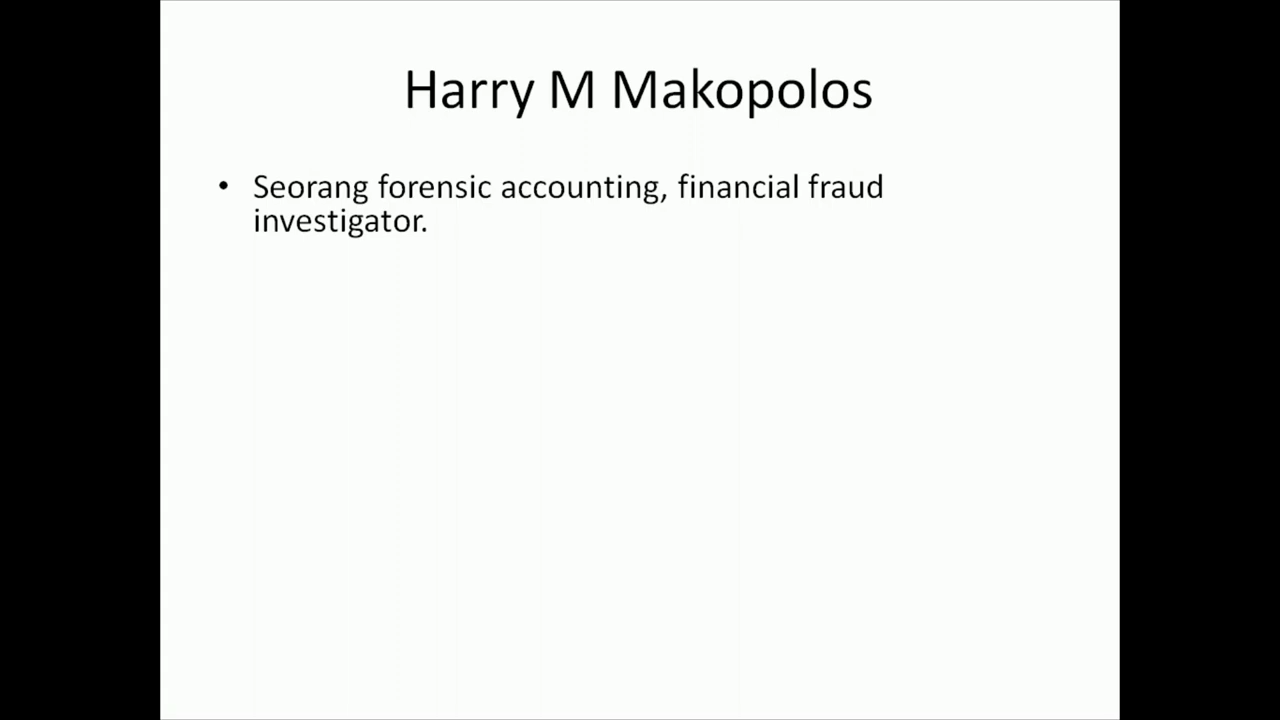 Harry M Makopolos
• Seorang forensic accounting, financial fraud
investigator.